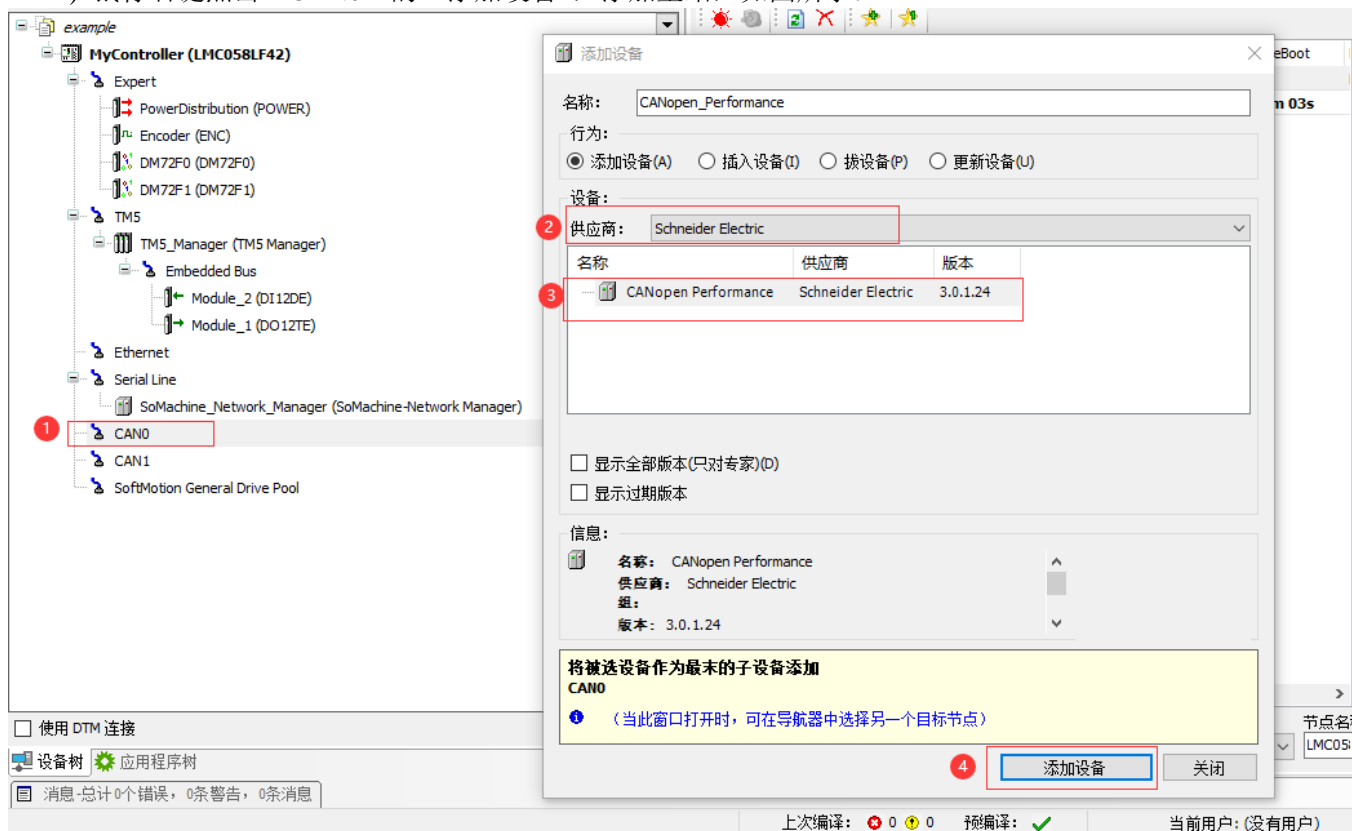 example
MyController (LMC058LF42)
Expert
PowerDistribution (POWER)
Encoder (ENC)
DM72F0 (DM72F0)
DM72F1 (DM72F1)
TM5
TM5_Manager (TM5 Manager)
Embedded Bus
Module_2 (DI12DE)
Module_1 (DO12TE)
Ethernet
Serial Line
SoMachine_Network_Manager (SoMachine-Network Manager)
1
CAN0
CAN1
SoftMotion General Drive Pool
使用 DTM 连接
设备树 应用程序树
消息-总计0个错误，0条警告，0条消息
添加设备
名称： CANopen_Performance
行为：
添加设备(A) 插入设备(I) 拔设备(P) 更新设备(U)
设备：
2 供应商： Schneider Electric
名称 供应商 版本
3 CANopen Performance Schneider Electric 3.0.1.24
显示全部版本(只对专家)(D)
显示过期版本
信息：
名称： CANopen Performance
供应商： Schneider Electric
组：
版本： 3.0.1.24
将被选设备作为最末的子设备添加
CAN0
（当此窗口打开时，可在导航器中选择另一个目标节点）
4 添加设备 关闭
eBoot
m 03s
节点名
LMC05
上次编译： 0 0 预编译： 当前用户：(没有用户)